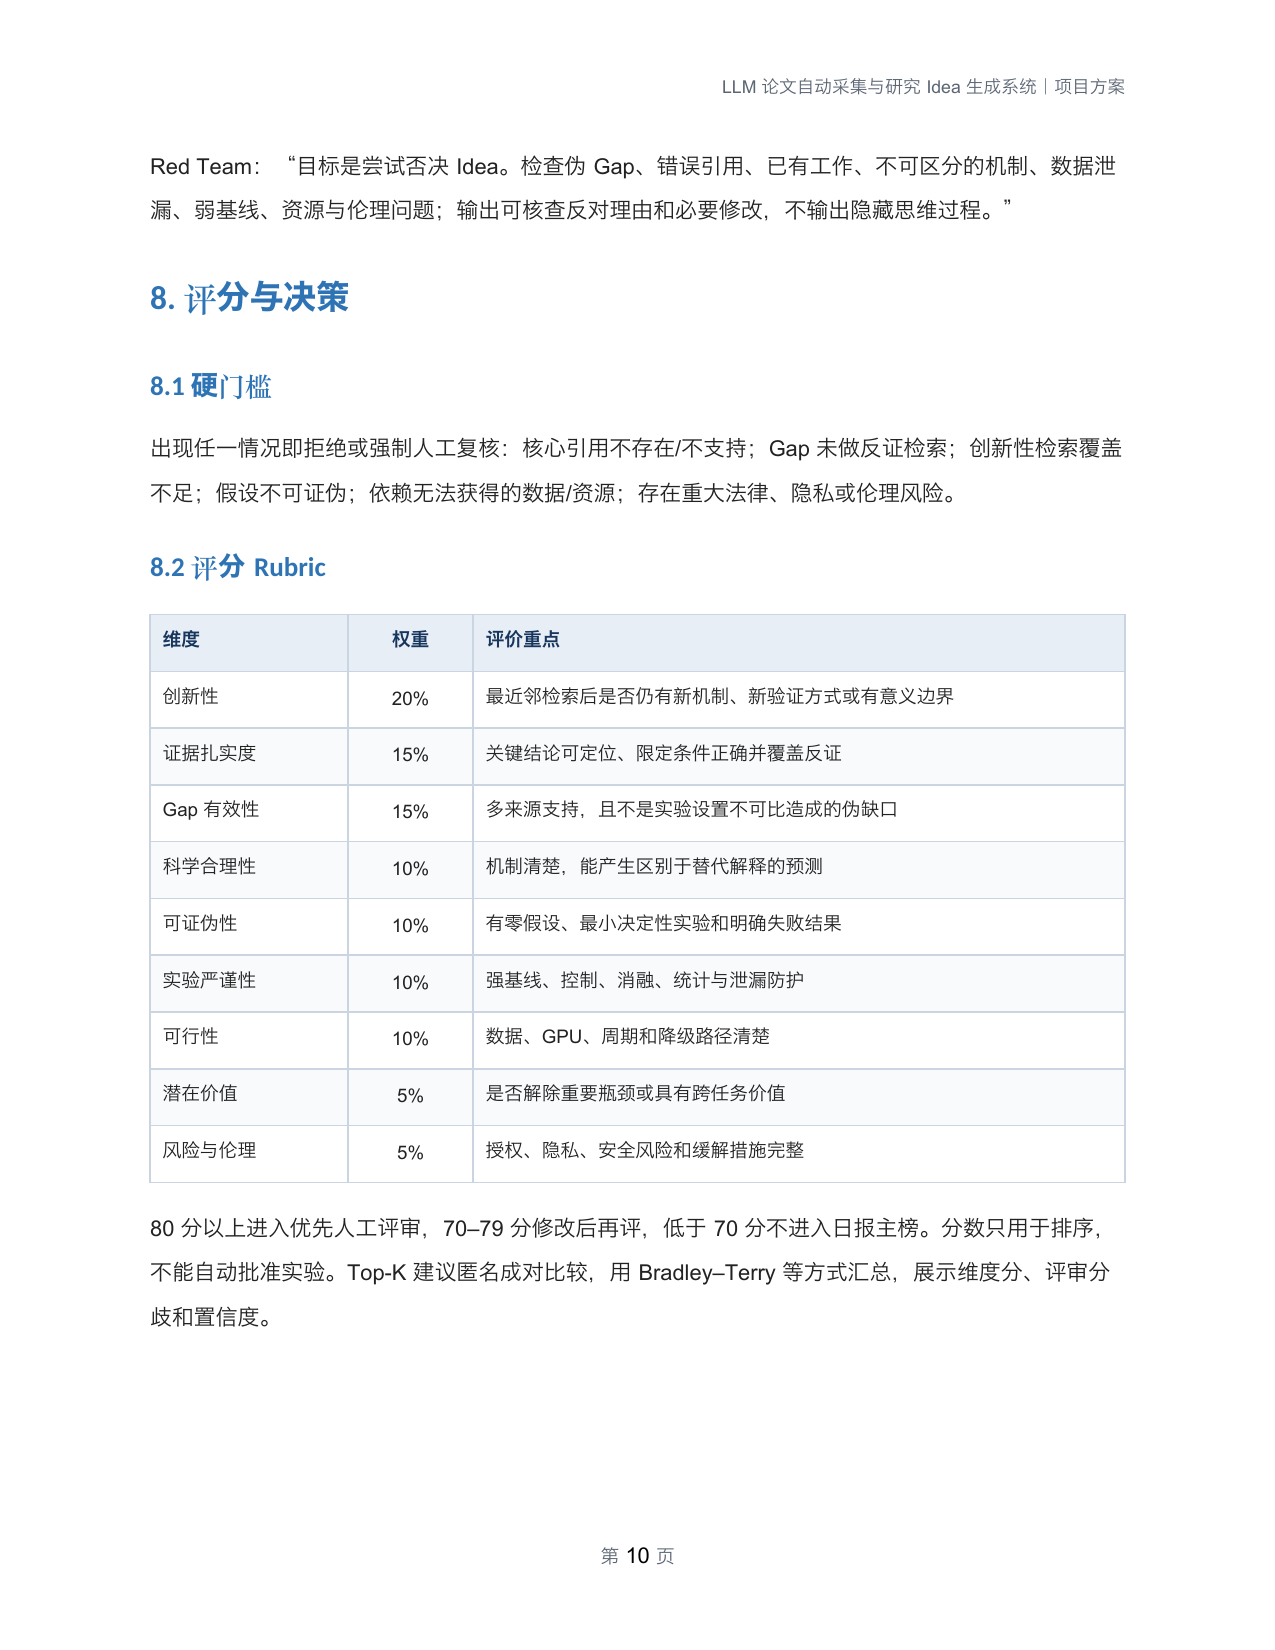 LLM 论文自动采集与研究 Idea 生成系统｜项目方案
Red Team： “目标是尝试否决 Idea。检查伪 Gap、错误引用、已有工作、不可区分的机制、数据泄
漏、弱基线、资源与伦理问题；输出可核查反对理由和必要修改，不输出隐藏思维过程。”
8. 评分与决策
8.1 硬门槛
出现任一情况即拒绝或强制人工复核：核心引用不存在/不支持；Gap 未做反证检索；创新性检索覆盖
不足；假设不可证伪；依赖无法获得的数据/资源；存在重大法律、隐私或伦理风险。
8.2 评分 Rubric
维度 权重 评价重点
创新性 20% 最近邻检索后是否仍有新机制、新验证方式或有意义边界
证据扎实度 15% 关键结论可定位、限定条件正确并覆盖反证
Gap 有效性 15% 多来源支持，且不是实验设置不可比造成的伪缺口
科学合理性 10% 机制清楚，能产生区别于替代解释的预测
可证伪性 10% 有零假设、最小决定性实验和明确失败结果
实验严谨性 10% 强基线、控制、消融、统计与泄漏防护
可行性 10% 数据、GPU、周期和降级路径清楚
潜在价值 5% 是否解除重要瓶颈或具有跨任务价值
风险与伦理 5% 授权、隐私、安全风险和缓解措施完整
80 分以上进入优先人工评审，70–79 分修改后再评，低于 70 分不进入日报主榜。分数只用于排序，
不能自动批准实验。Top-K 建议匿名成对比较，用 Bradley–Terry 等方式汇总，展示维度分、评审分
歧和置信度。
第 10 页